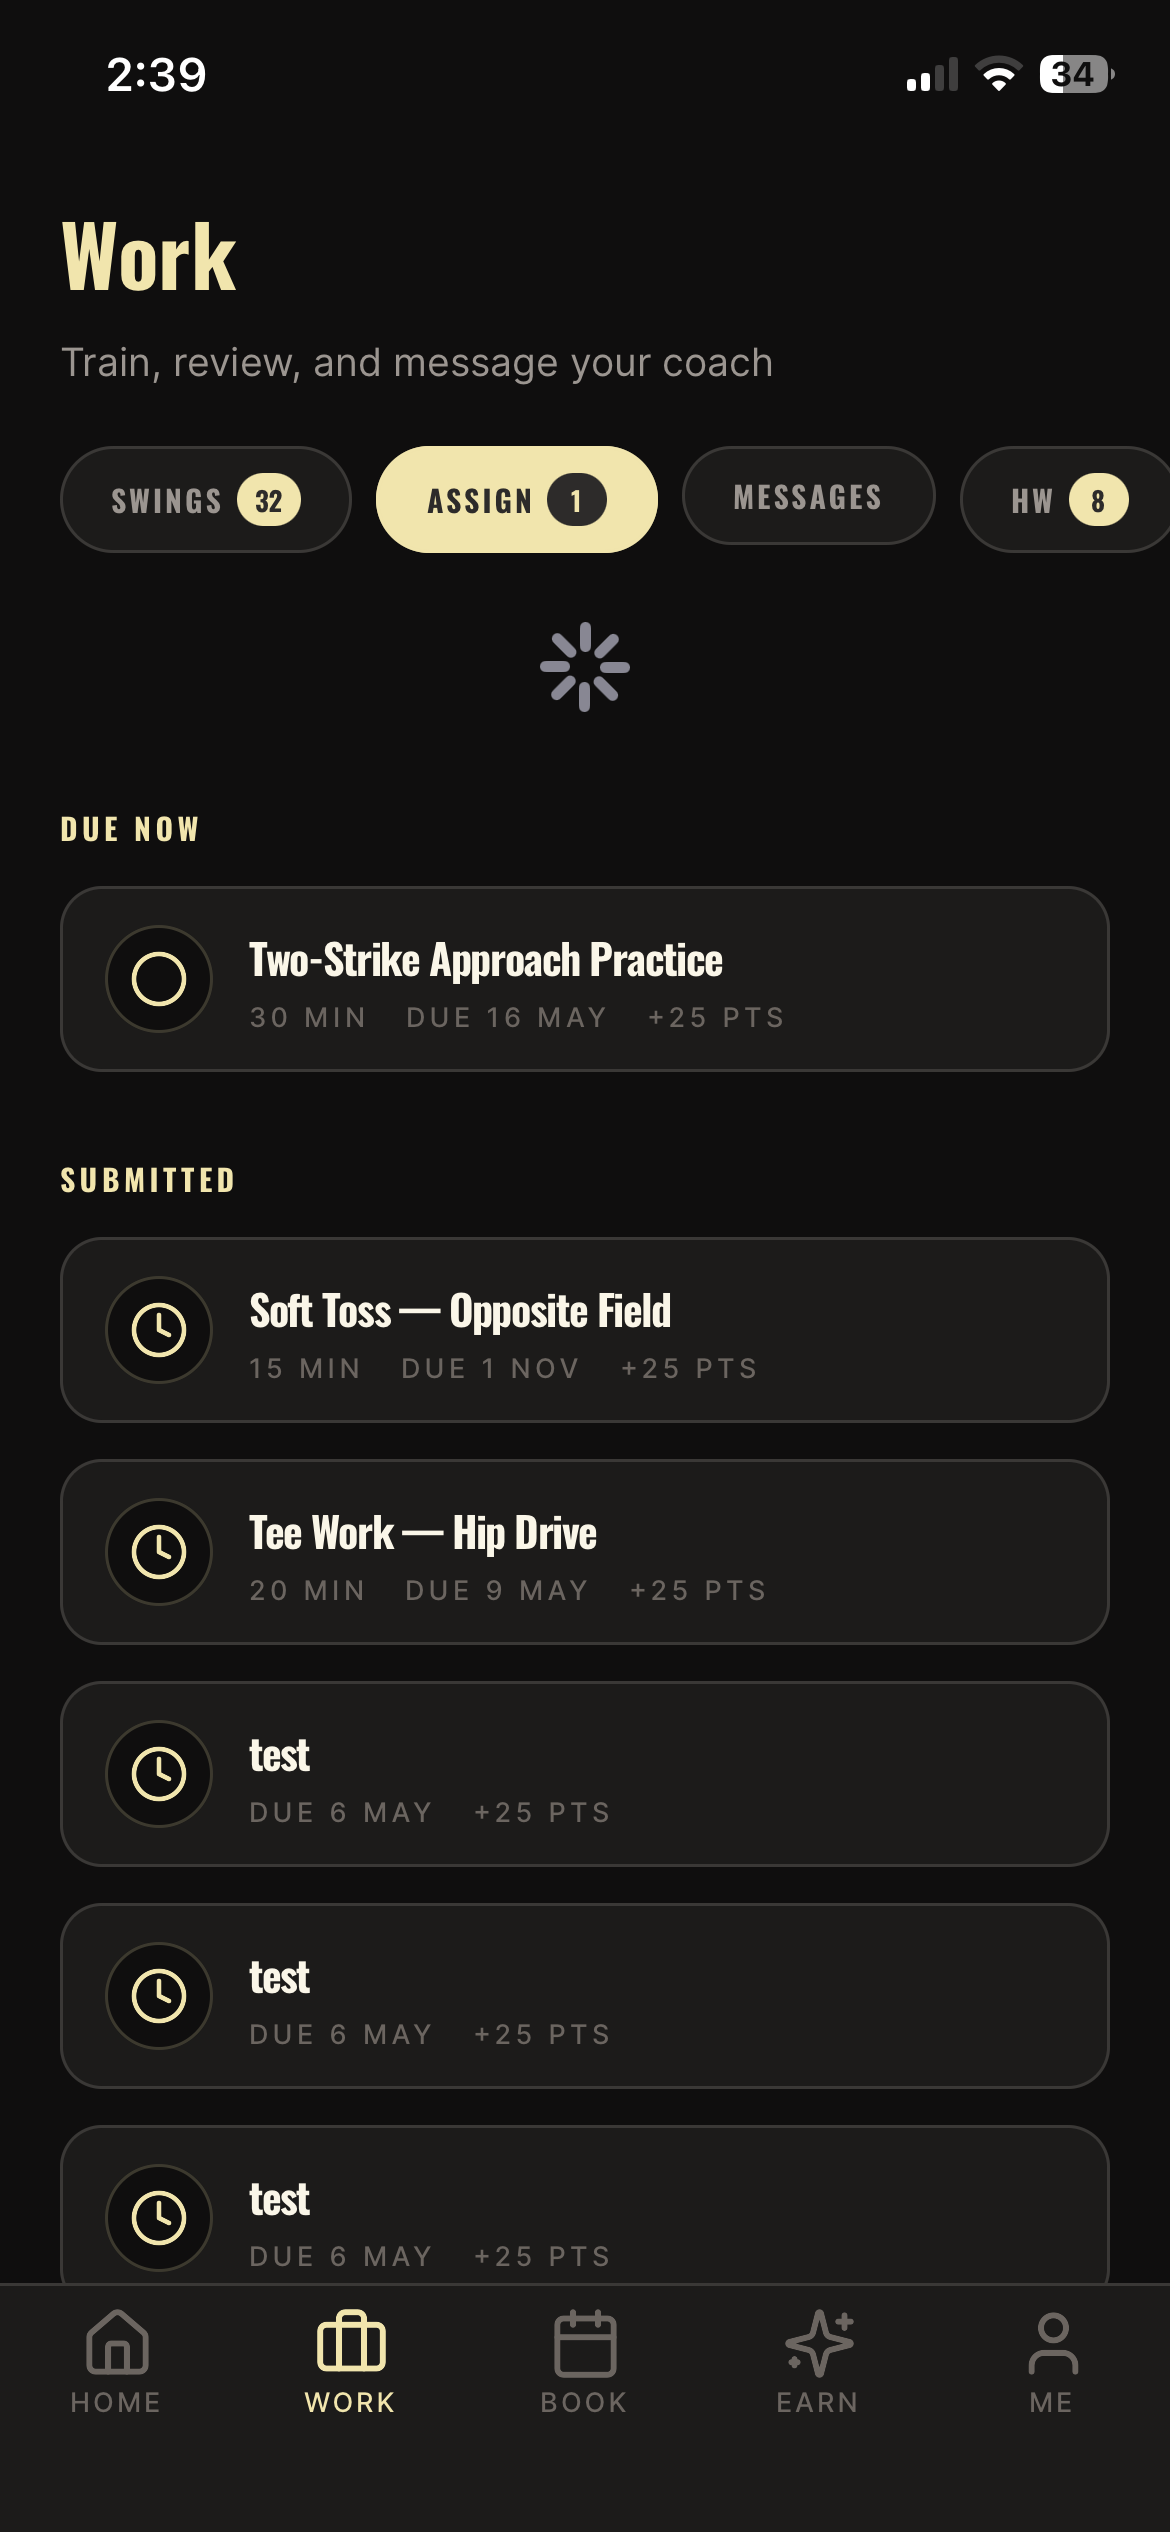 2:39
34
Work
Train, review, and message your coach
SWINGS 32
ASSIGN 1
MESSAGES
HW 8
DUE NOW
Two-Strike Approach Practice
30 MIN DUE 16 MAY +25 PTS
SUBMITTED
Soft Toss — Opposite Field
15 MIN DUE 1 NOV +25 PTS
Tee Work — Hip Drive
20 MIN DUE 9 MAY +25 PTS
test
DUE 6 MAY +25 PTS
test
DUE 6 MAY +25 PTS
test
DUE 6 MAY +25 PTS
HOME
WORK
BOOK
EARN
ME